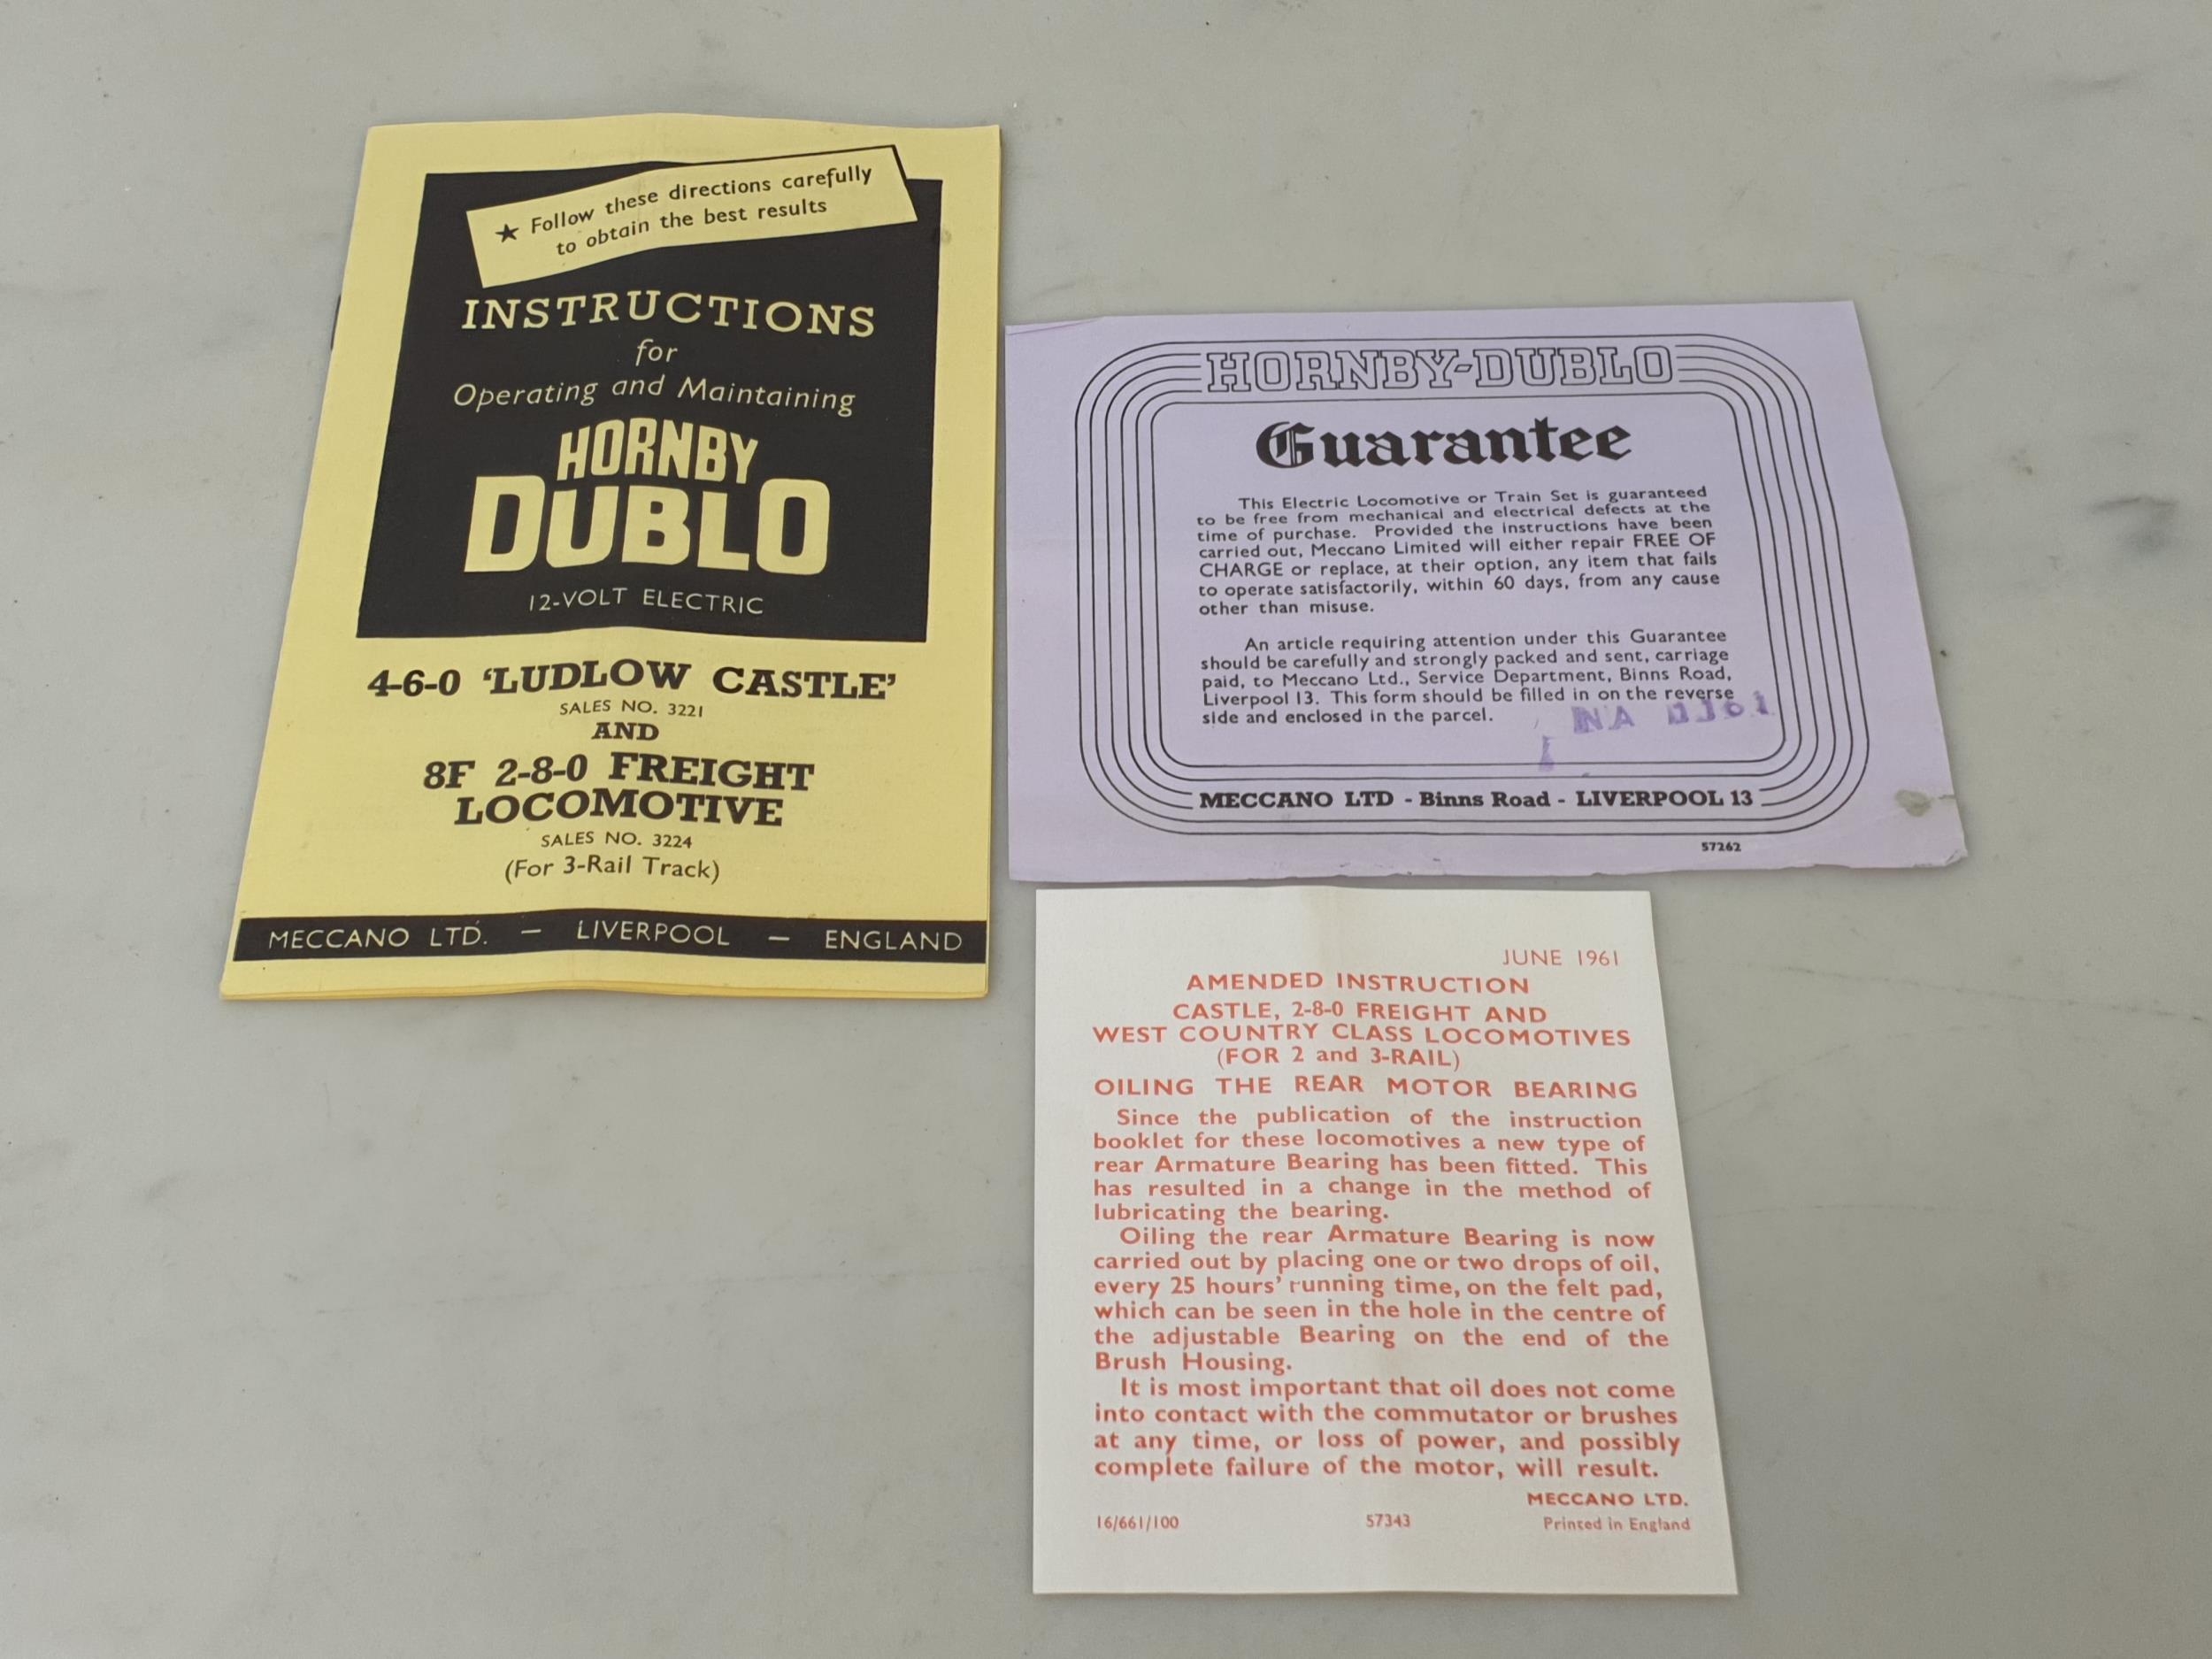 ★ Follow these directions carefully
to obtain the best results
INSTRUCTIONS
for
Operating and Maintaining
HORNBY
DUBLO
12-VOLT ELECTRIC
4-6-0 ‘LUDLOW CASTLE’
SALES NO. 3221
AND
8F 2-8-0 FREIGHT
LOCOMOTIVE
SALES NO. 3224
(For 3-Rail Track)
MECCANO LTD. — LIVERPOOL — ENGLAND
HORNBY-DUBLO
Guarantee
This Electric Locomotive or Train Set is guaranteed
to be free from mechanical and electrical defects at the
time of purchase. Provided the instructions have been
carried out, Meccano Limited will either repair FREE OF
CHARGE or replace, at their option, any item that fails
to operate satisfactorily, within 60 days, from any cause
other than misuse.
An article requiring attention under this Guarantee
should be carefully and strongly packed and sent, carriage
paid, to Meccano Ltd., Service Department, Binns Road,
Liverpool 13. This form should be filled in on the reverse
side and enclosed in the parcel.
MECCANO LTD - Binns Road - LIVERPOOL 13
57262
JUNE 1961
AMENDED INSTRUCTION
CASTLE, 2-8-0 FREIGHT AND
WEST COUNTRY CLASS LOCOMOTIVES
(FOR 2 and 3-RAIL)
OILING THE REAR MOTOR BEARING
Since the publication of the instruction
booklet for these locomotives a new type of
rear Armature Bearing has been fitted. This
has resulted in a change in the method of
lubricating the bearing.
Oiling the rear Armature Bearing is now
carried out by placing one or two drops of oil,
every 25 hours’ running time, on the felt pad,
which can be seen in the hole in the centre of
the adjustable Bearing on the end of the
Brush Housing.
It is most important that oil does not come
into contact with the commutator or brushes
at any time, or loss of power, and possibly
complete failure of the motor, will result.
MECCANO LTD.
16/661/100 57343 Printed in England